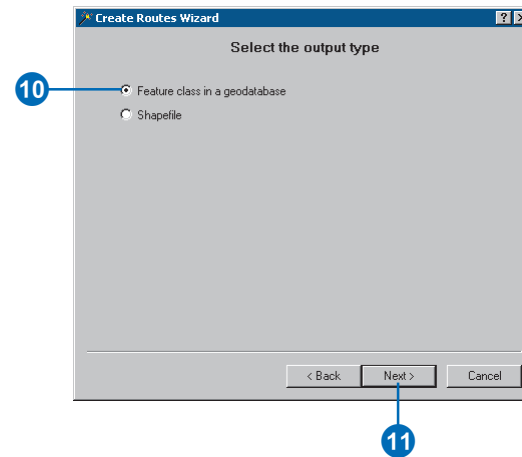 Create Routes Wizard
Select the output type
10
Feature class in a geodatabase
Shapefile
< Back Next > Cancel
11